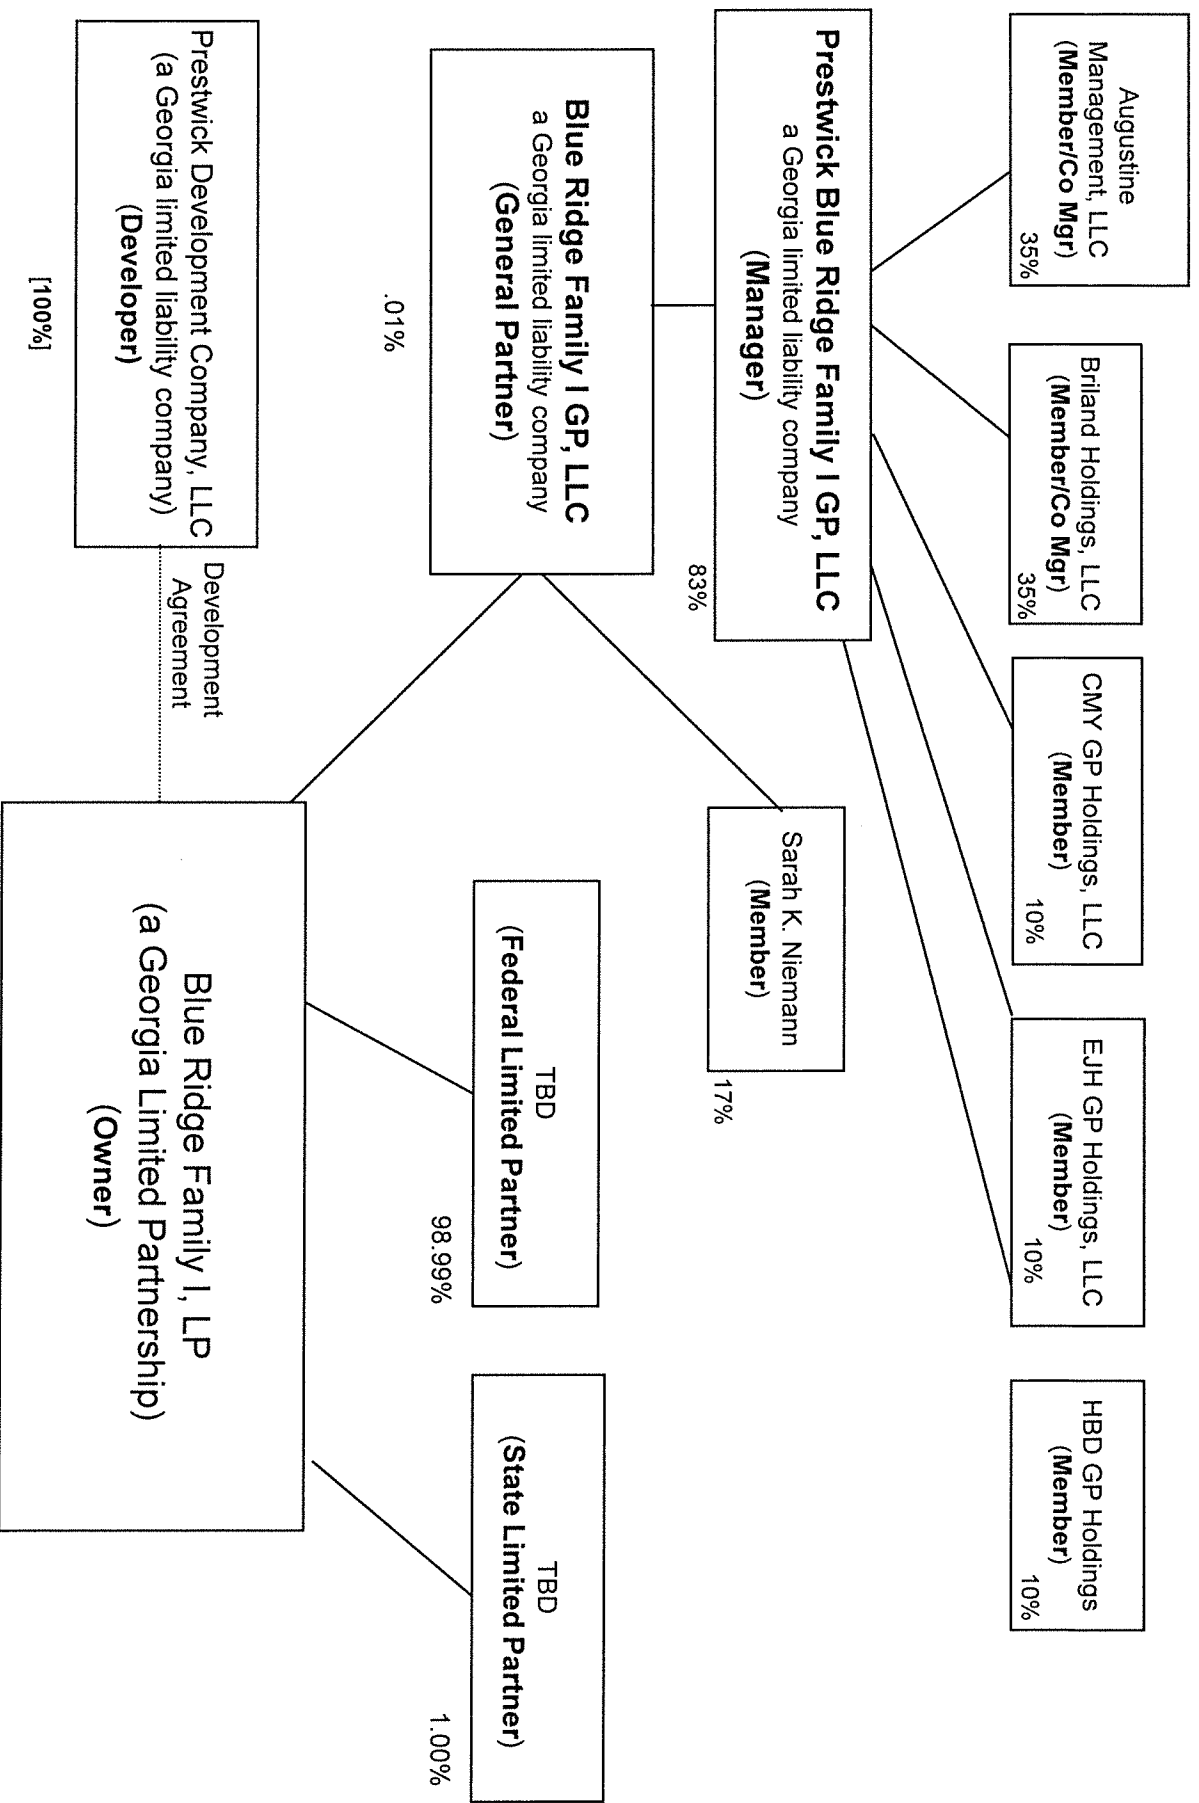 Augustine
Management, LLC
(Member/Co Mgr)
35%
Briland Holdings, LLC
(Member/Co Mgr)
35%
CMY GP Holdings, LLC
(Member)
10%
EJH GP Holdings, LLC
(Member)
10%
HBD GP Holdings
(Member)
10%
Prestwick Blue Ridge Family I GP, LLC
a Georgia limited liability company
(Manager)
83%
Sarah K. Niemann
(Member)
17%
Blue Ridge Family I GP, LLC
a Georgia limited liability company
(General Partner)
.01%
TBD
(Federal Limited Partner)
98.99%
TBD
(State Limited Partner)
1.00%
Prestwick Development Company, LLC
(a Georgia limited liability company)
(Developer)
[100%]
Development
Agreement
Blue Ridge Family I, LP
(a Georgia Limited Partnership)
(Owner)